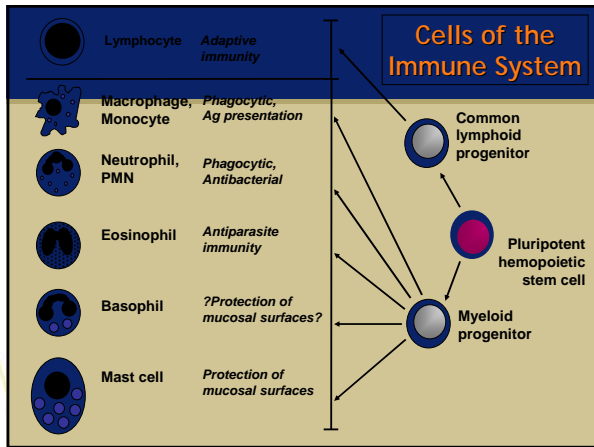 Cells of the
Immune System
Lymphocyte
Adaptive
immunity
Macrophage,
Monocyte
Phagocytic,
Ag presentation
Neutrophil,
PMN
Phagocytic,
Antibacterial
Eosinophil
Antiparasite
immunity
Basophil
?Protection of
mucosal surfaces?
Mast cell
Protection of
mucosal surfaces
Common
lymphoid
progenitor
Pluripotent
hemopoietic
stem cell
Myeloid
progenitor